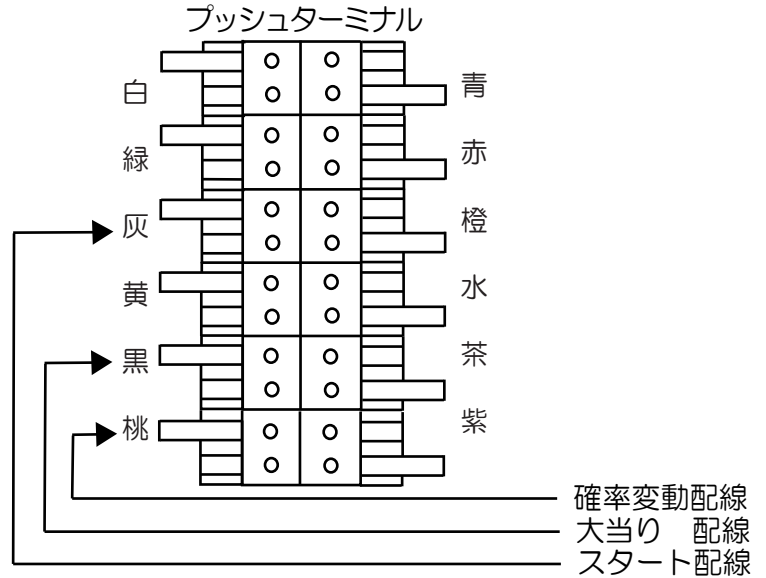 プッシュターミナル
白
青
緑
赤
灰
橙
黄
水
黒
茶
桃
紫
確率変動配線
大当り　配線
スタート配線